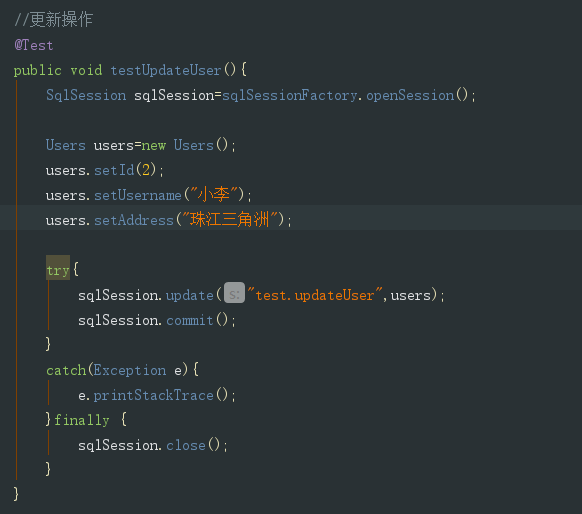 //更新操作
@Test
public void testUpdateUser(){
    SqlSession sqlSession=sqlSessionFactory.openSession();
    Users users=new Users();
    users.setId(2);
    users.setUsername("小李");
    users.setAddress("珠江三角洲");
    try{
        sqlSession.update( s: "test.updateUser",users);
        sqlSession.commit();
    }
    catch(Exception e){
        e.printStackTrace();
    }finally {
        sqlSession.close();
    }
}